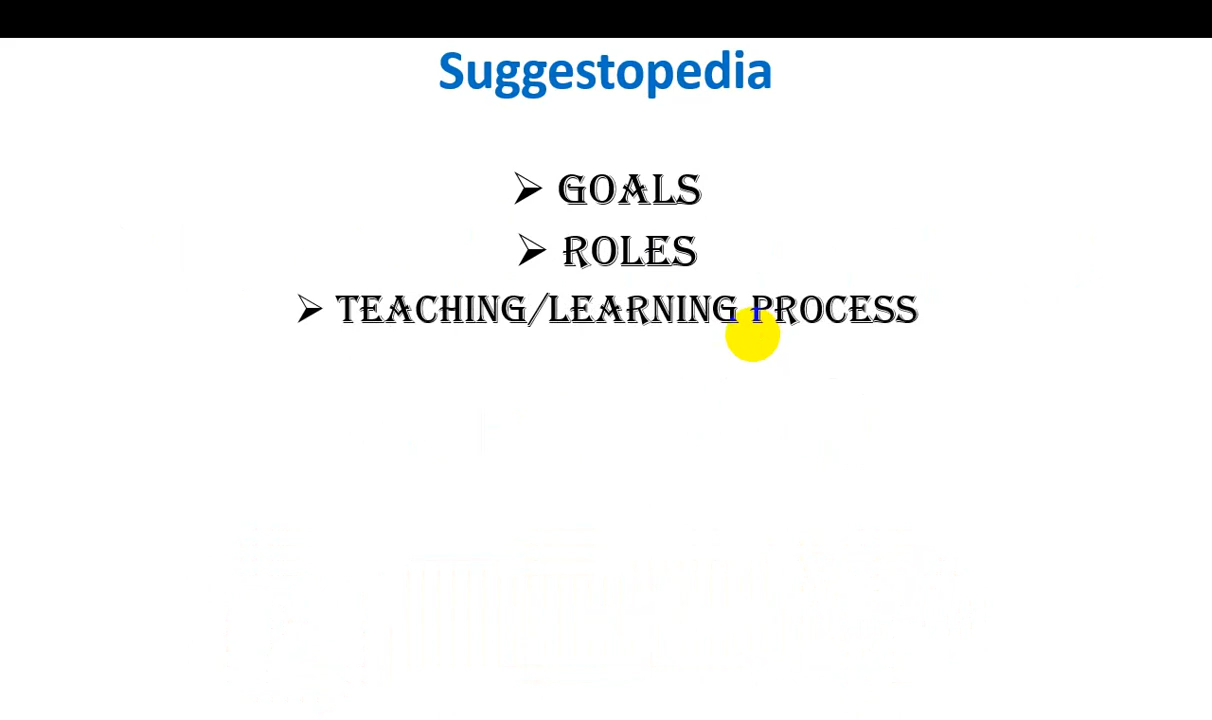 Suggestopedia
➢ GOALS
➢ ROLES
➢ TEACHING/LEARNING PROCESS